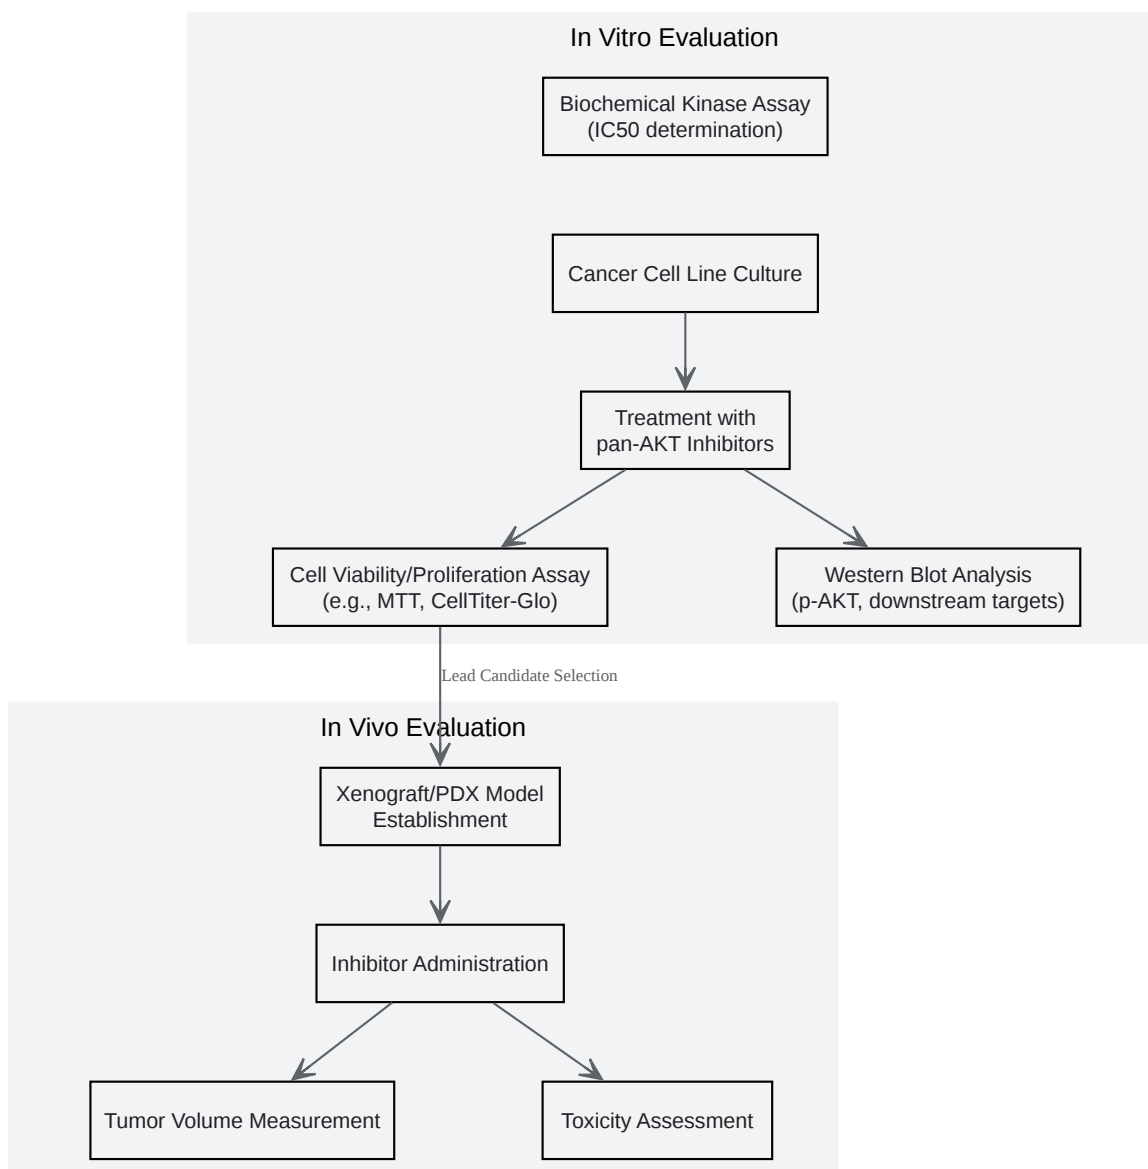 In Vitro Evaluation
Biochemical Kinase Assay
(IC50 determination)
Cancer Cell Line Culture
Treatment with
pan-AKT Inhibitors
Cell Viability/Proliferation Assay
(e.g., MTT, CellTiter-Glo)
Western Blot Analysis
(p-AKT, downstream targets)
Lead Candidate Selection
In Vivo Evaluation
Xenograft/PDX Model
Establishment
Inhibitor Administration
Tumor Volume Measurement
Toxicity Assessment